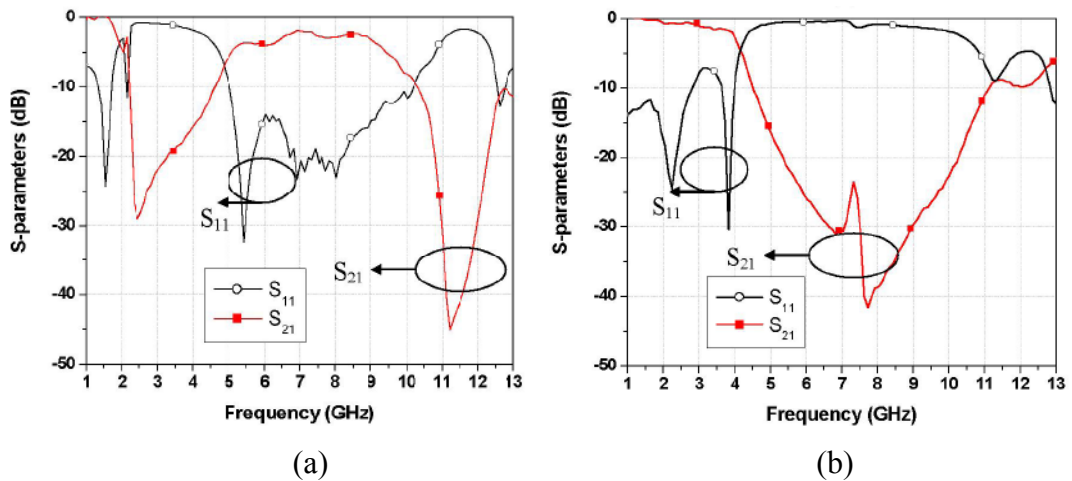 0
-10
-20
-30
-40
-50
S-parameters (dB)
S11
S21
S11
S21
1 2 3 4 5 6 7 8 9 10 11 12 13
Frequency (GHz)
(a)
0
-10
-20
-30
-40
-50
S-parameters (dB)
S11
S21
S11
S21
1 2 3 4 5 6 7 8 9 10 11 12 13
Frequency (GHz)
(b)